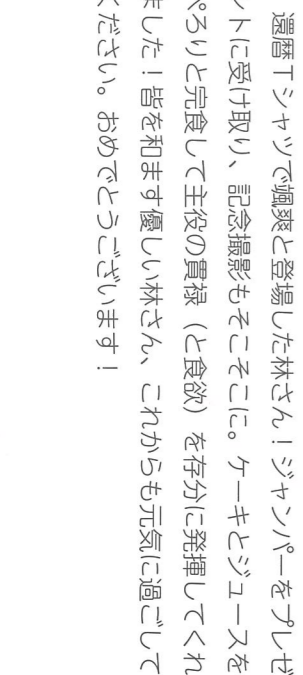 還暦Tシャツで颯爽と登場した林さん！ジャンパーをプレゼ
ントに受け取り、記念撮影もそこそこに。ケーキとジュースを
ぺろりと完食して主役の貫禄（と食欲）を存分に発揮してくれ
ました！皆を和ます優しい林さん、これからも元気に過ごして
ください。おめでとうございます！